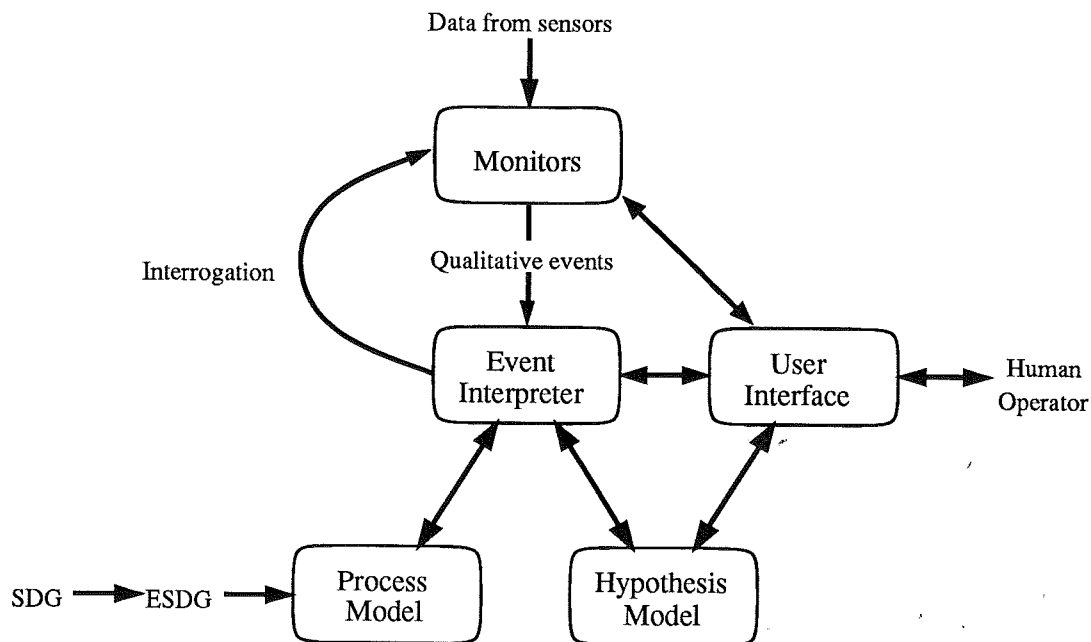 Data from sensors
Monitors
Interrogation
Qualitative events
Event
Interpreter
User
Interface
Human
Operator
SDG
ESDG
Process
Model
Hypothesis
Model